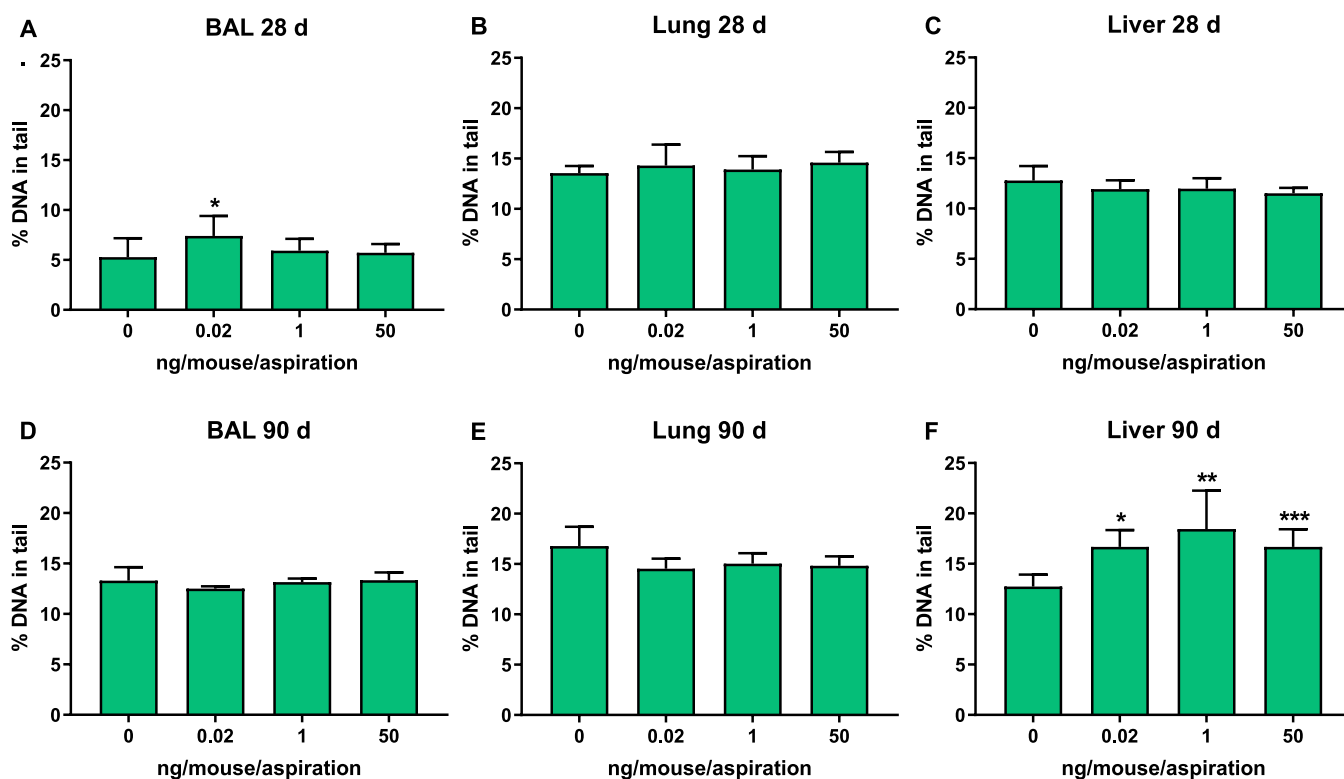 A
BAL 28 d
.
% DNA in tail
25
20
15
10
5
0
*
0 0.02 1 50
ng/mouse/aspiration
B
Lung 28 d
% DNA in tail
25
20
15
10
5
0
0 0.02 1 50
ng/mouse/aspiration
C
Liver 28 d
% DNA in tail
25
20
15
10
5
0
0 0.02 1 50
ng/mouse/aspiration
D
BAL 90 d
% DNA in tail
25
20
15
10
5
0
0 0.02 1 50
ng/mouse/aspiration
E
Lung 90 d
% DNA in tail
25
20
15
10
5
0
0 0.02 1 50
ng/mouse/aspiration
F
Liver 90 d
% DNA in tail
25
20
15
10
5
0
* ** ***
0 0.02 1 50
ng/mouse/aspiration